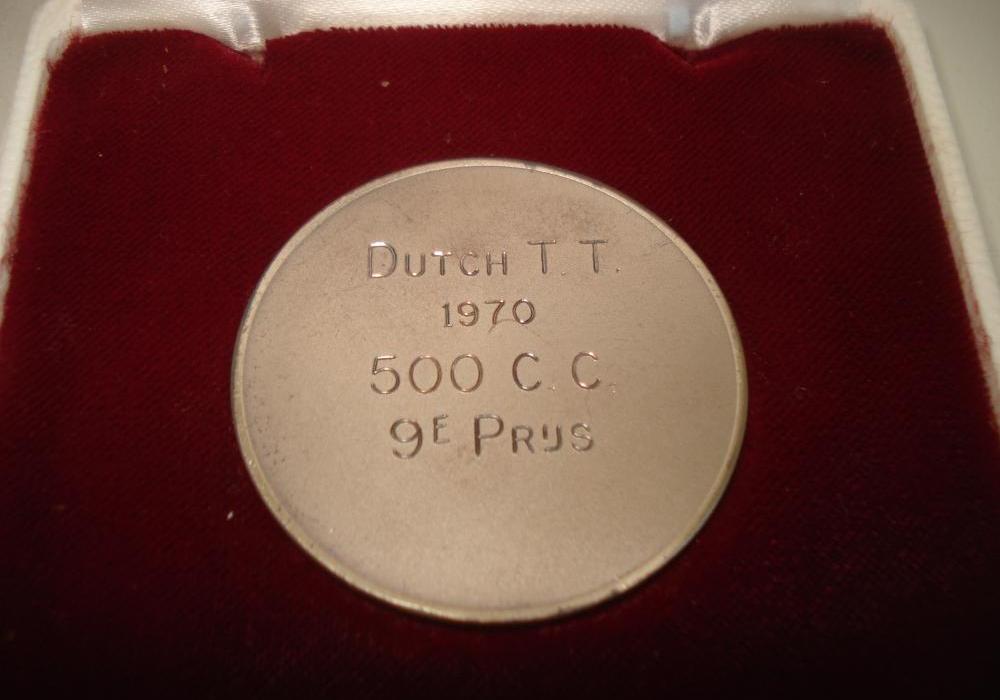 DUTCH T. T.
1970
500 C. C.
9E PRIJS